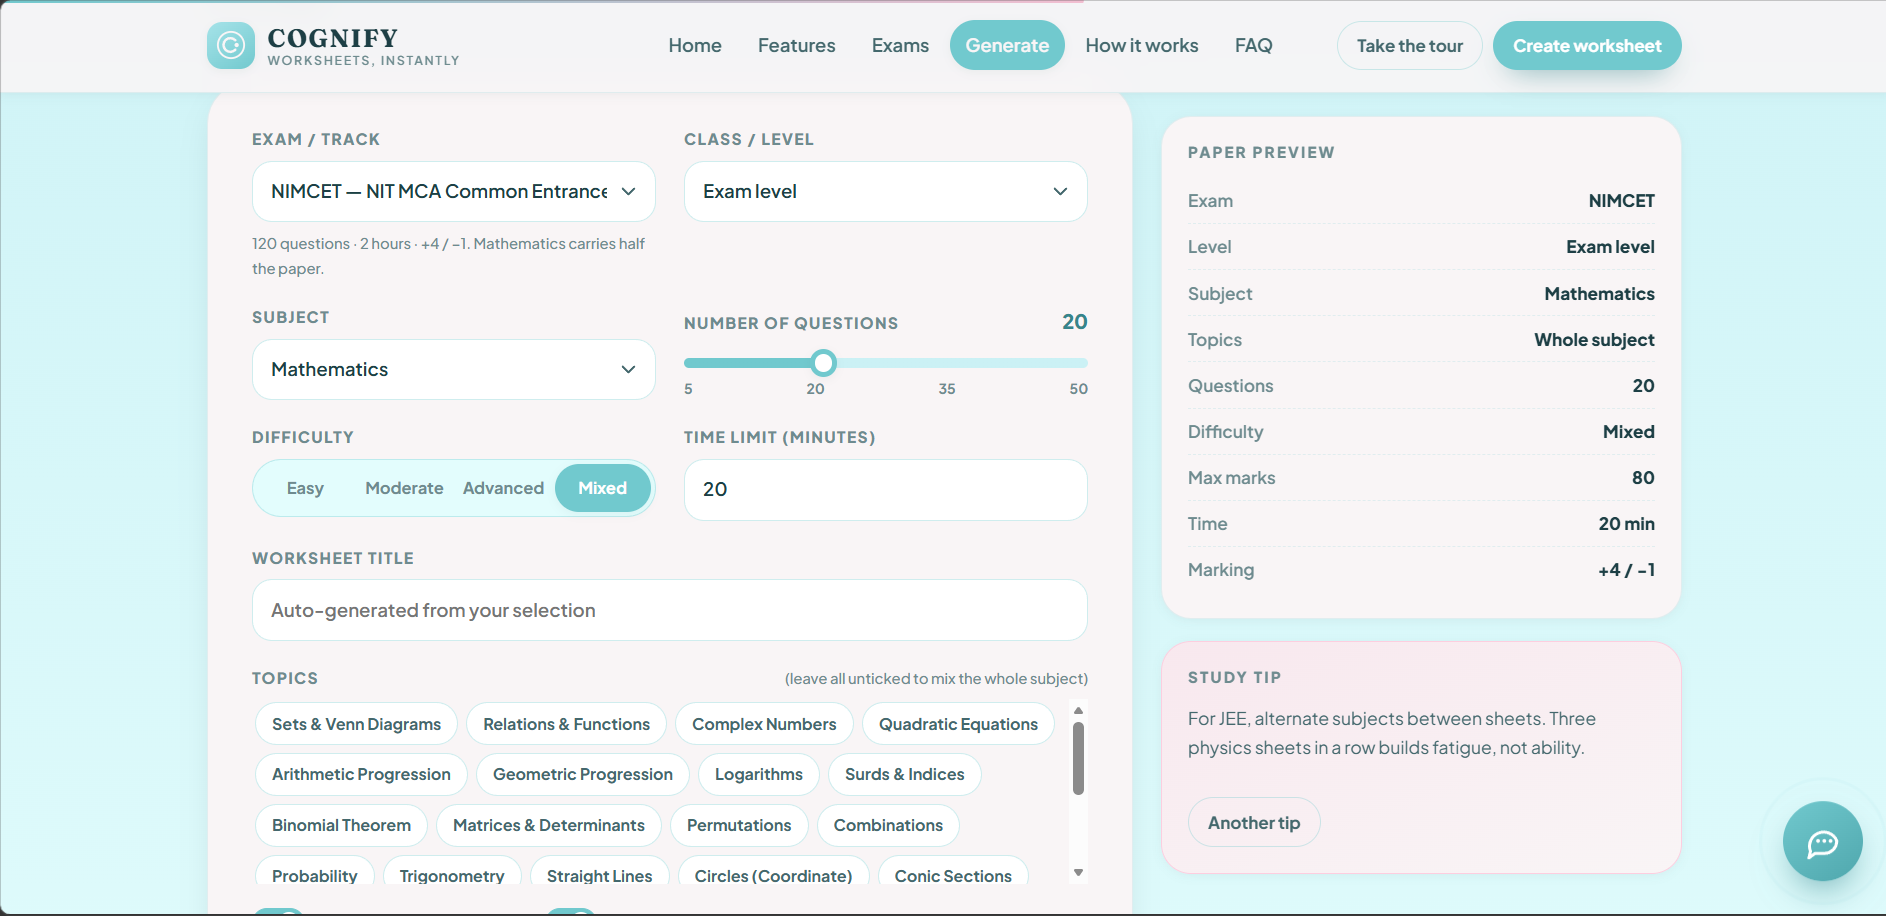 COGNIFY
WORKSHEETS, INSTANTLY
Home
Features
Exams
Generate
How it works
FAQ
Take the tour
Create worksheet
EXAM / TRACK
NIMCET — NIT MCA Common Entrance
120 questions · 2 hours · +4 / −1. Mathematics carries half
the paper.
CLASS / LEVEL
Exam level
SUBJECT
Mathematics
NUMBER OF QUESTIONS
20
5
20
35
50
DIFFICULTY
Easy
Moderate
Advanced
Mixed
TIME LIMIT (MINUTES)
20
WORKSHEET TITLE
Auto-generated from your selection
TOPICS
(leave all unticked to mix the whole subject)
Sets & Venn Diagrams
Relations & Functions
Complex Numbers
Quadratic Equations
Arithmetic Progression
Geometric Progression
Logarithms
Surds & Indices
Binomial Theorem
Matrices & Determinants
Permutations
Combinations
Probability
Trigonometry
Straight Lines
Circles (Coordinate)
Conic Sections
PAPER PREVIEW
Exam NIMCET
Level Exam level
Subject Mathematics
Topics Whole subject
Questions 20
Difficulty Mixed
Max marks 80
Time 20 min
Marking +4 / −1
STUDY TIP
For JEE, alternate subjects between sheets. Three
physics sheets in a row builds fatigue, not ability.
Another tip